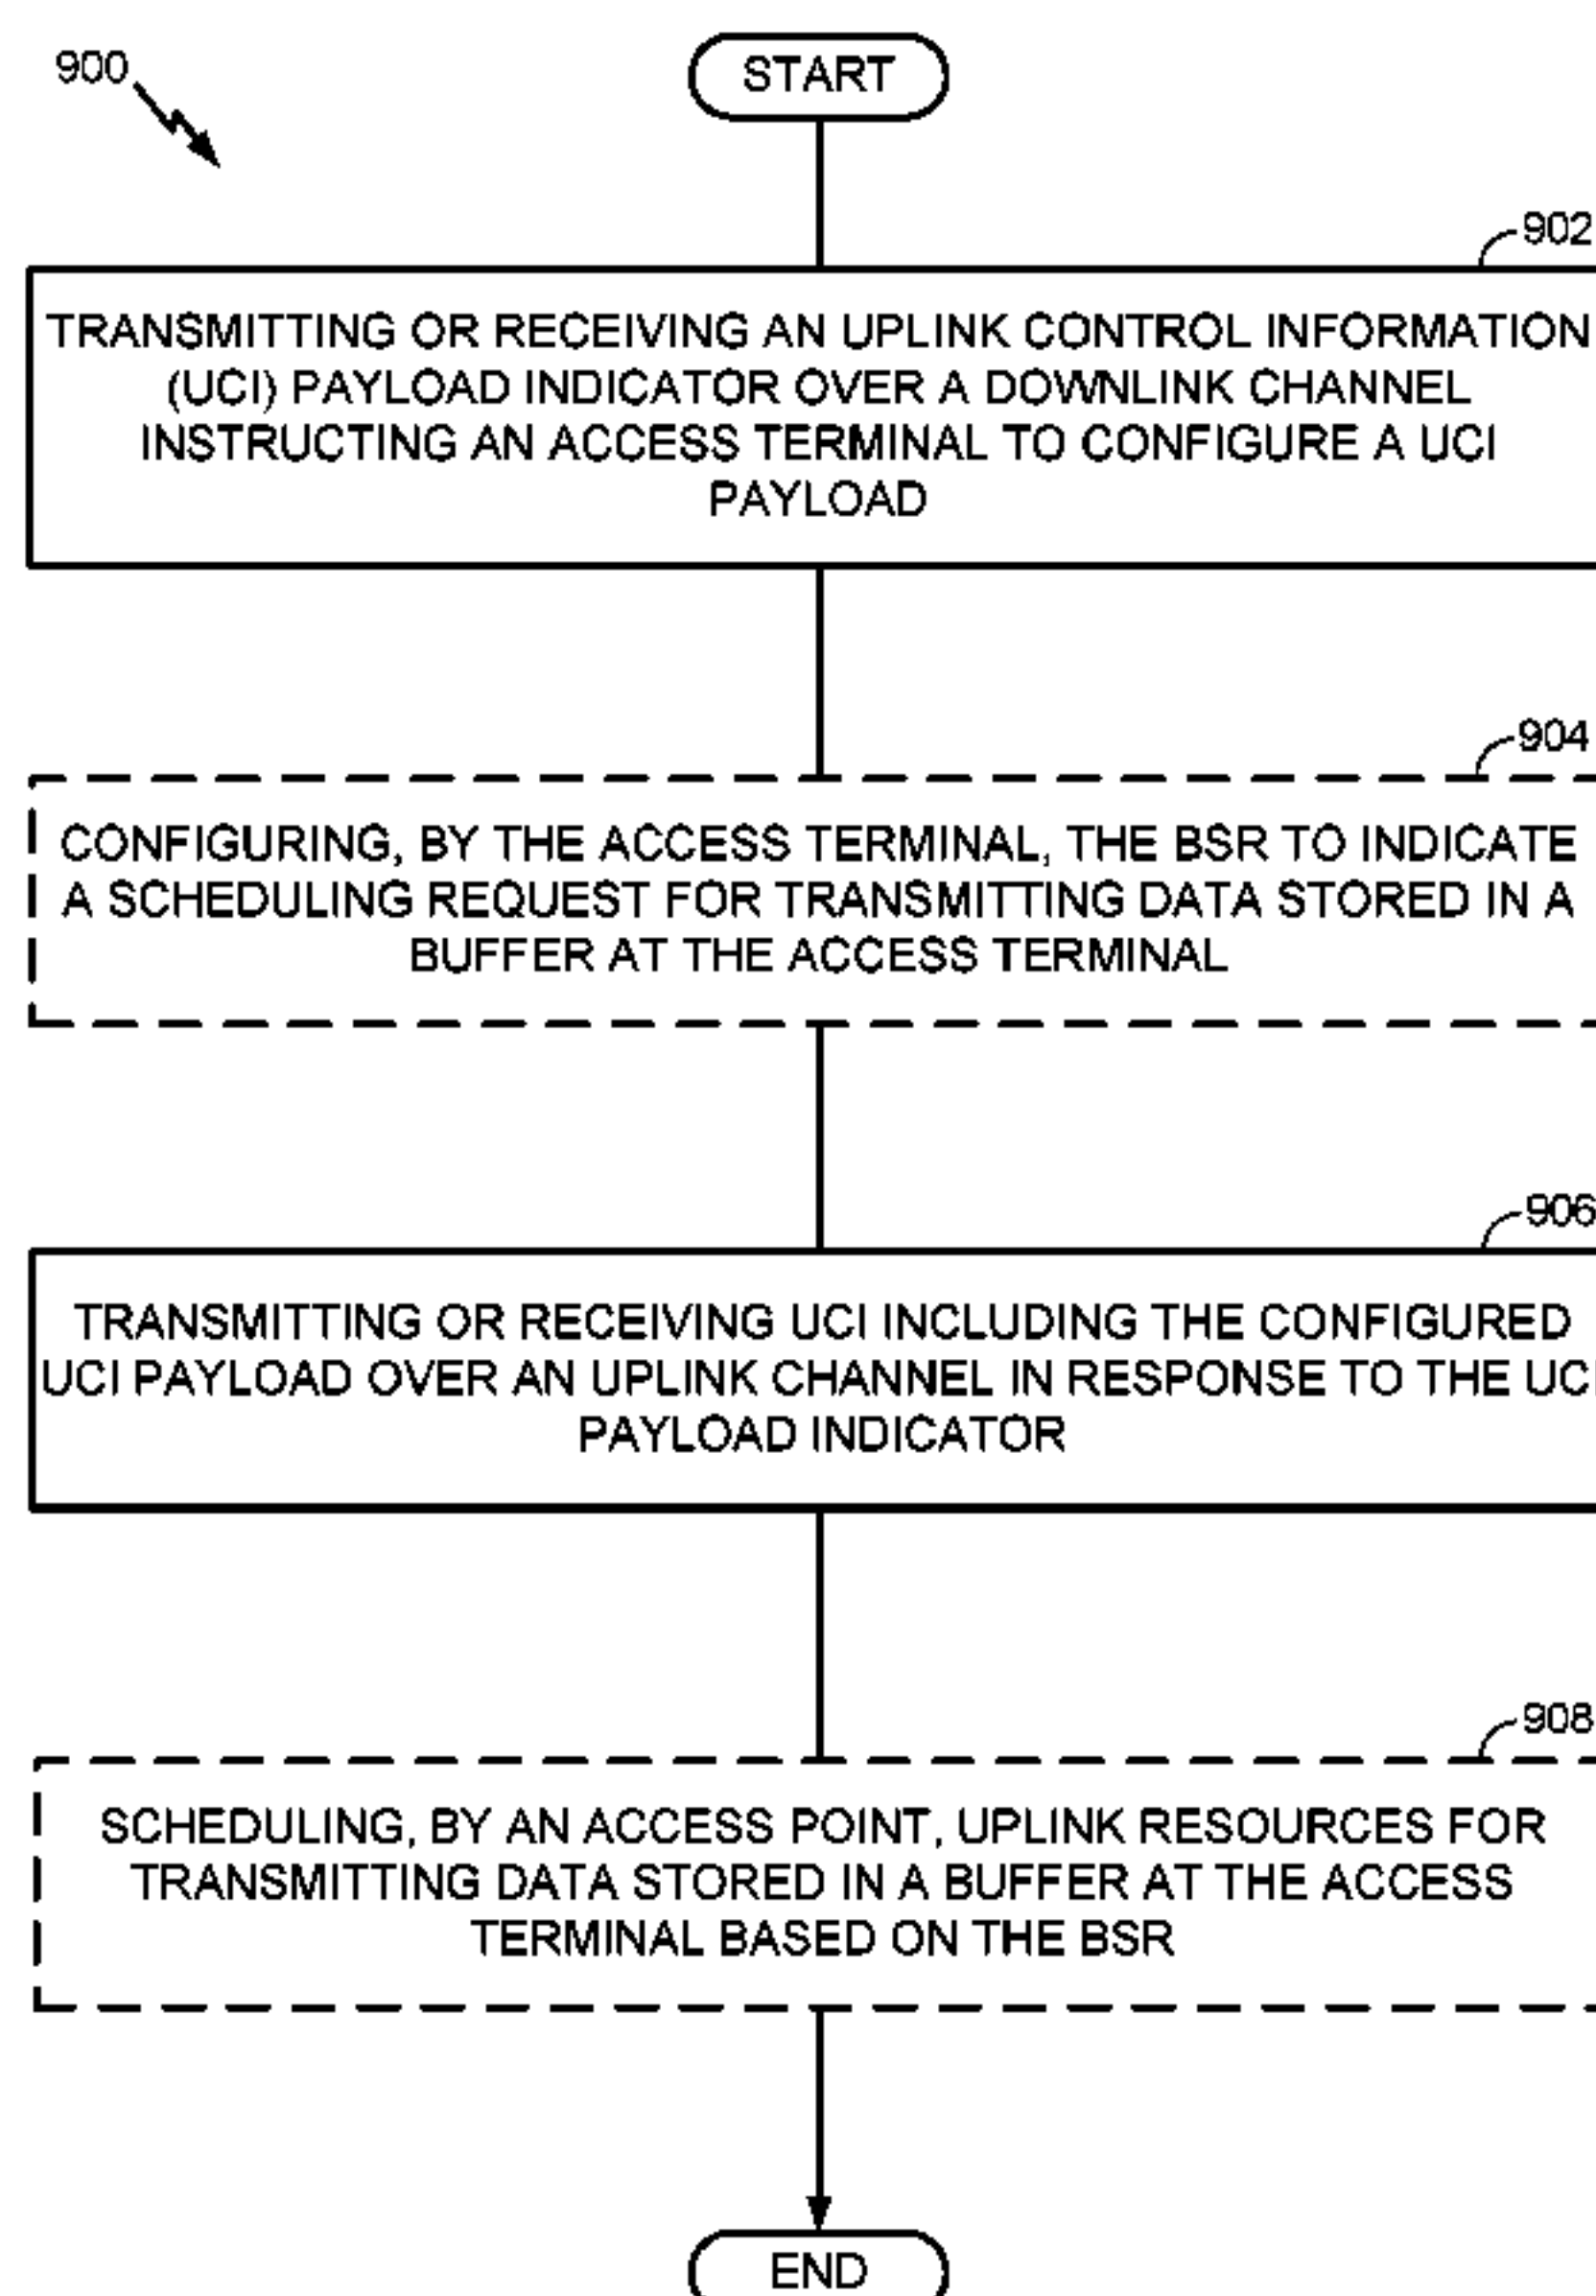 900
START
902
TRANSMITTING OR RECEIVING AN UPLINK CONTROL INFORMATION
(UCI) PAYLOAD INDICATOR OVER A DOWNLINK CHANNEL
INSTRUCTING AN ACCESS TERMINAL TO CONFIGURE A UCI
PAYLOAD
904
CONFIGURING, BY THE ACCESS TERMINAL, THE BSR TO INDICATE
A SCHEDULING REQUEST FOR TRANSMITTING DATA STORED IN A
BUFFER AT THE ACCESS TERMINAL
906
TRANSMITTING OR RECEIVING UCI INCLUDING THE CONFIGURED
UCI PAYLOAD OVER AN UPLINK CHANNEL IN RESPONSE TO THE UCI
PAYLOAD INDICATOR
908
SCHEDULING, BY AN ACCESS POINT, UPLINK RESOURCES FOR
TRANSMITTING DATA STORED IN A BUFFER AT THE ACCESS
TERMINAL BASED ON THE BSR
END